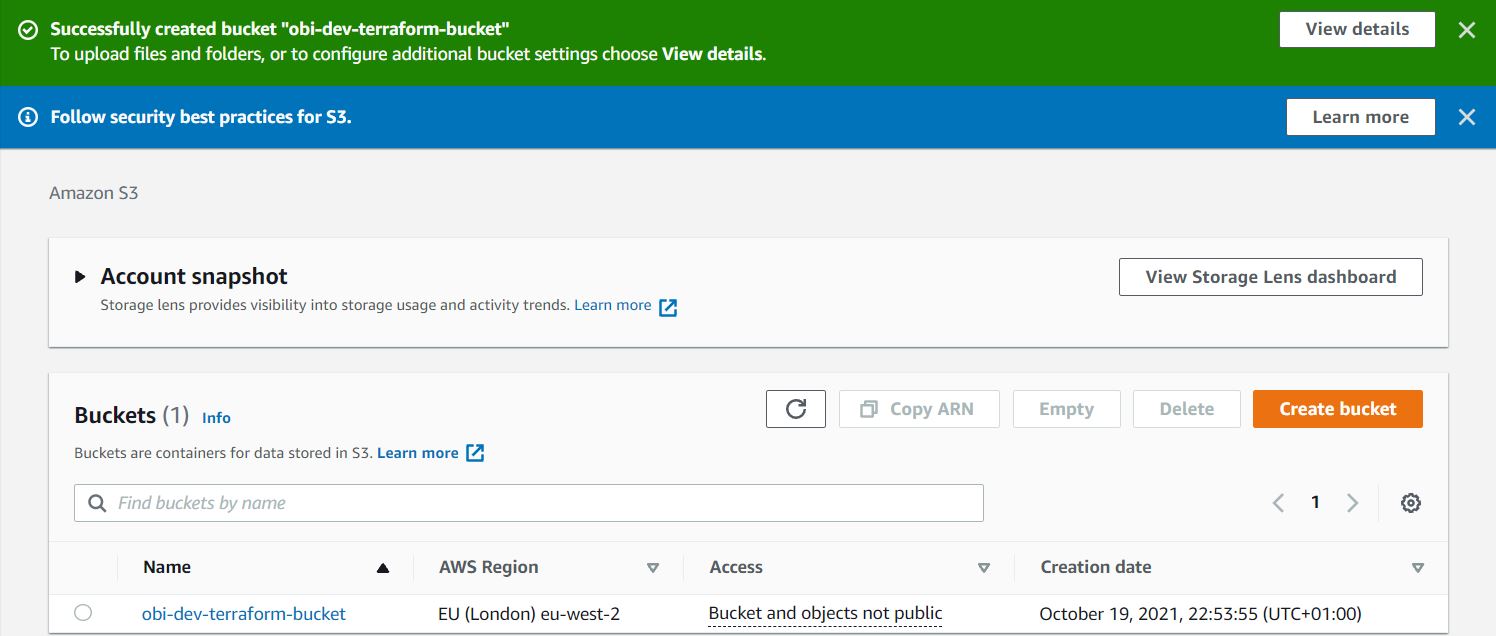 Successfully created bucket "obi-dev-terraform-bucket"
To upload files and folders, or to configure additional bucket settings choose View details.
View details
Follow security best practices for S3.
Learn more
Amazon S3
Account snapshot
Storage lens provides visibility into storage usage and activity trends. Learn more
View Storage Lens dashboard
Buckets (1) Info
Buckets are containers for data stored in S3. Learn more
Copy ARN
Empty
Delete
Create bucket
Find buckets by name
1
Name AWS Region Access Creation date
obi-dev-terraform-bucket EU (London) eu-west-2 Bucket and objects not public October 19, 2021, 22:53:55 (UTC+01:00)